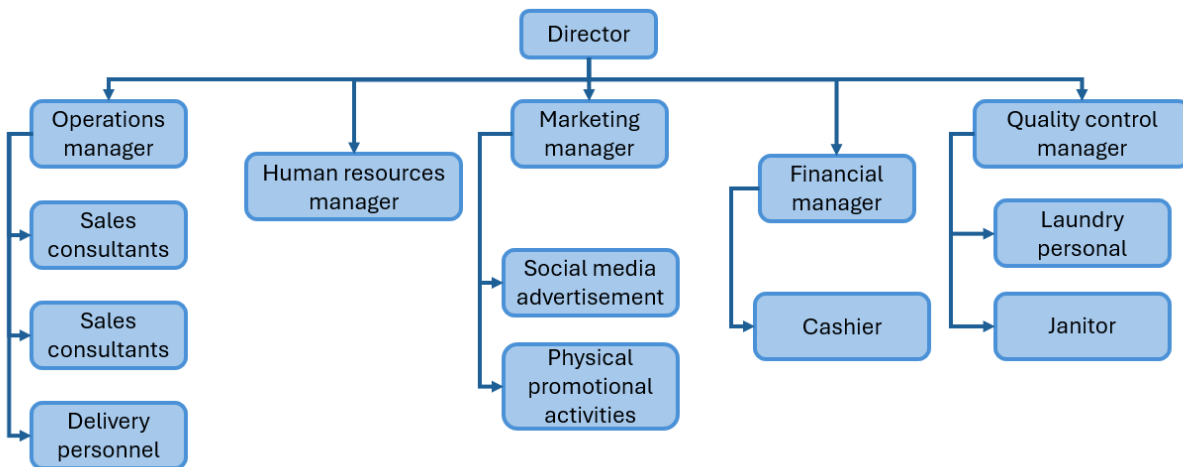 Director
Operations
manager
Human resources
manager
Marketing
manager
Financial
manager
Quality control
manager
Sales
consultants
Sales
consultants
Delivery
personnel
Social media
advertisement
Physical
promotional
activities
Cashier
Laundry
personal
Janitor